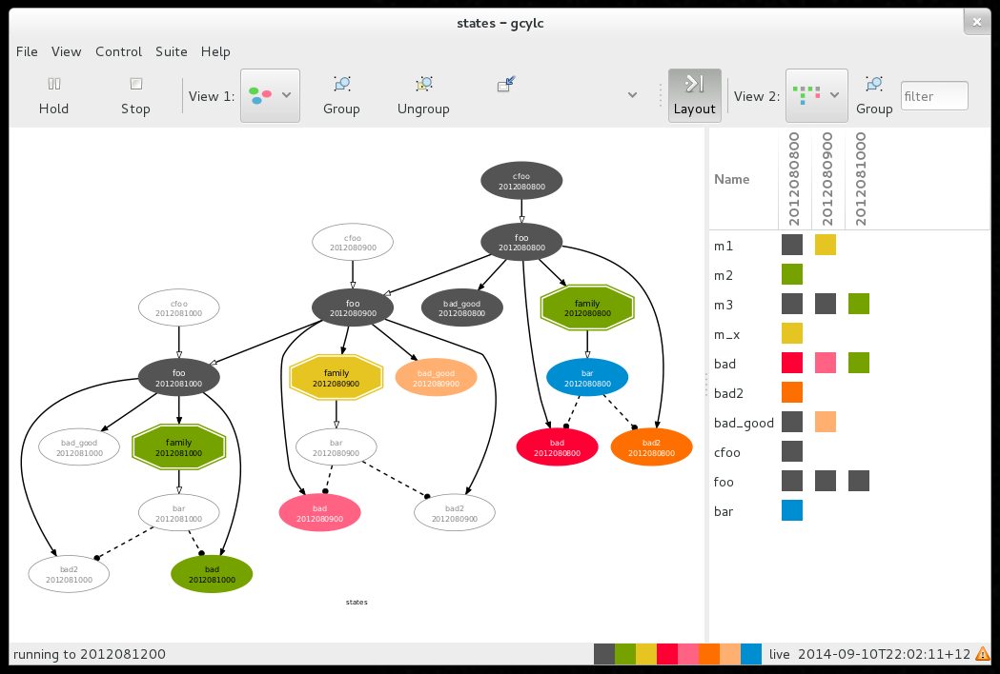 states – gcylc
File View Control Suite Help
Hold Stop View 1: Group Ungroup Layout View 2: Group filter
cfoo
2012080800
foo
2012080800
cfoo
2012080900
foo
2012080900
bad_good
2012080800
family
2012080800
cfoo
2012081000
foo
2012081000
family
2012080900
bad_good
2012080900
bar
2012080800
bad_good
2012081000
family
2012081000
bar
2012080900
bad
2012080800
bad2
2012080800
bar
2012081000
bad
2012080900
bad2
2012080900
bad2
2012081000
bad
2012081000
states
Name 2012080800 2012080900 2012081000
m1
m2
m3
m_x
bad
bad2
bad_good
cfoo
foo
bar
running to 2012081200 live 2014-09-10T22:02:11+12